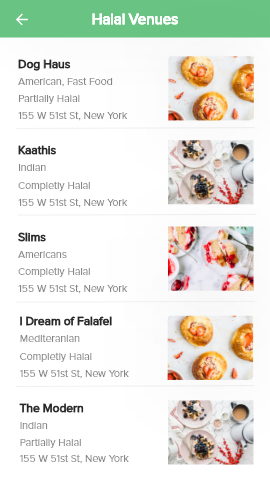 Halal Venues
Dog Haus
American, Fast Food
Partially Halal
155 W 51st St, New York
Kaathis
Indian
Completly Halal
155 W 51st St, New York
Slims
Americans
Completly Halal
155 W 51st St, New York
I Dream of Falafel
Mediteranian
Completly Halal
155 W 51st St, New York
The Modern
Indian
Partially Halal
155 W 51st St, New York